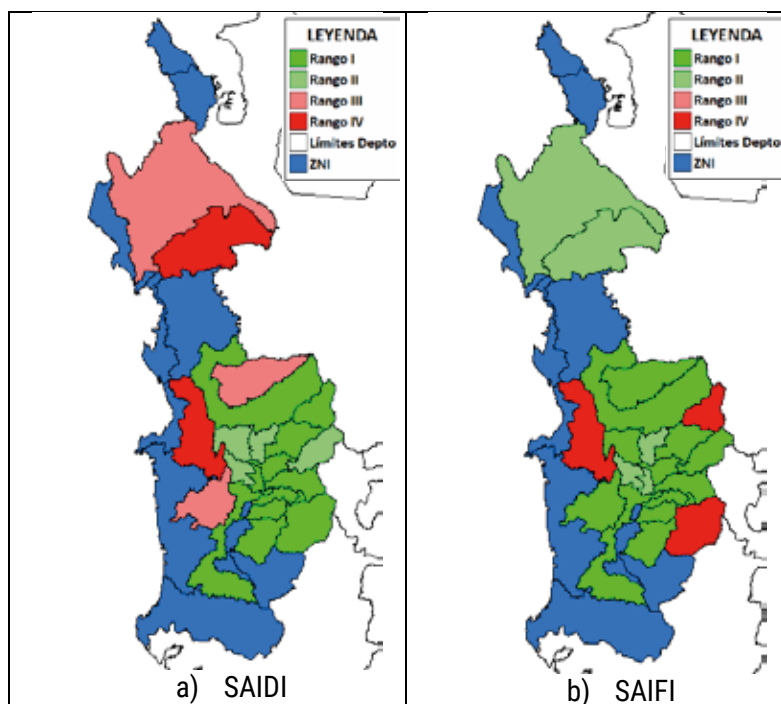 LEYENDA
Rango I
Rango II
Rango III
Rango IV
Límites Depto
ZNI
a) SAIDI
LEYENDA
Rango I
Rango II
Rango III
Rango IV
Límites Depto
ZNI
b) SAIFI